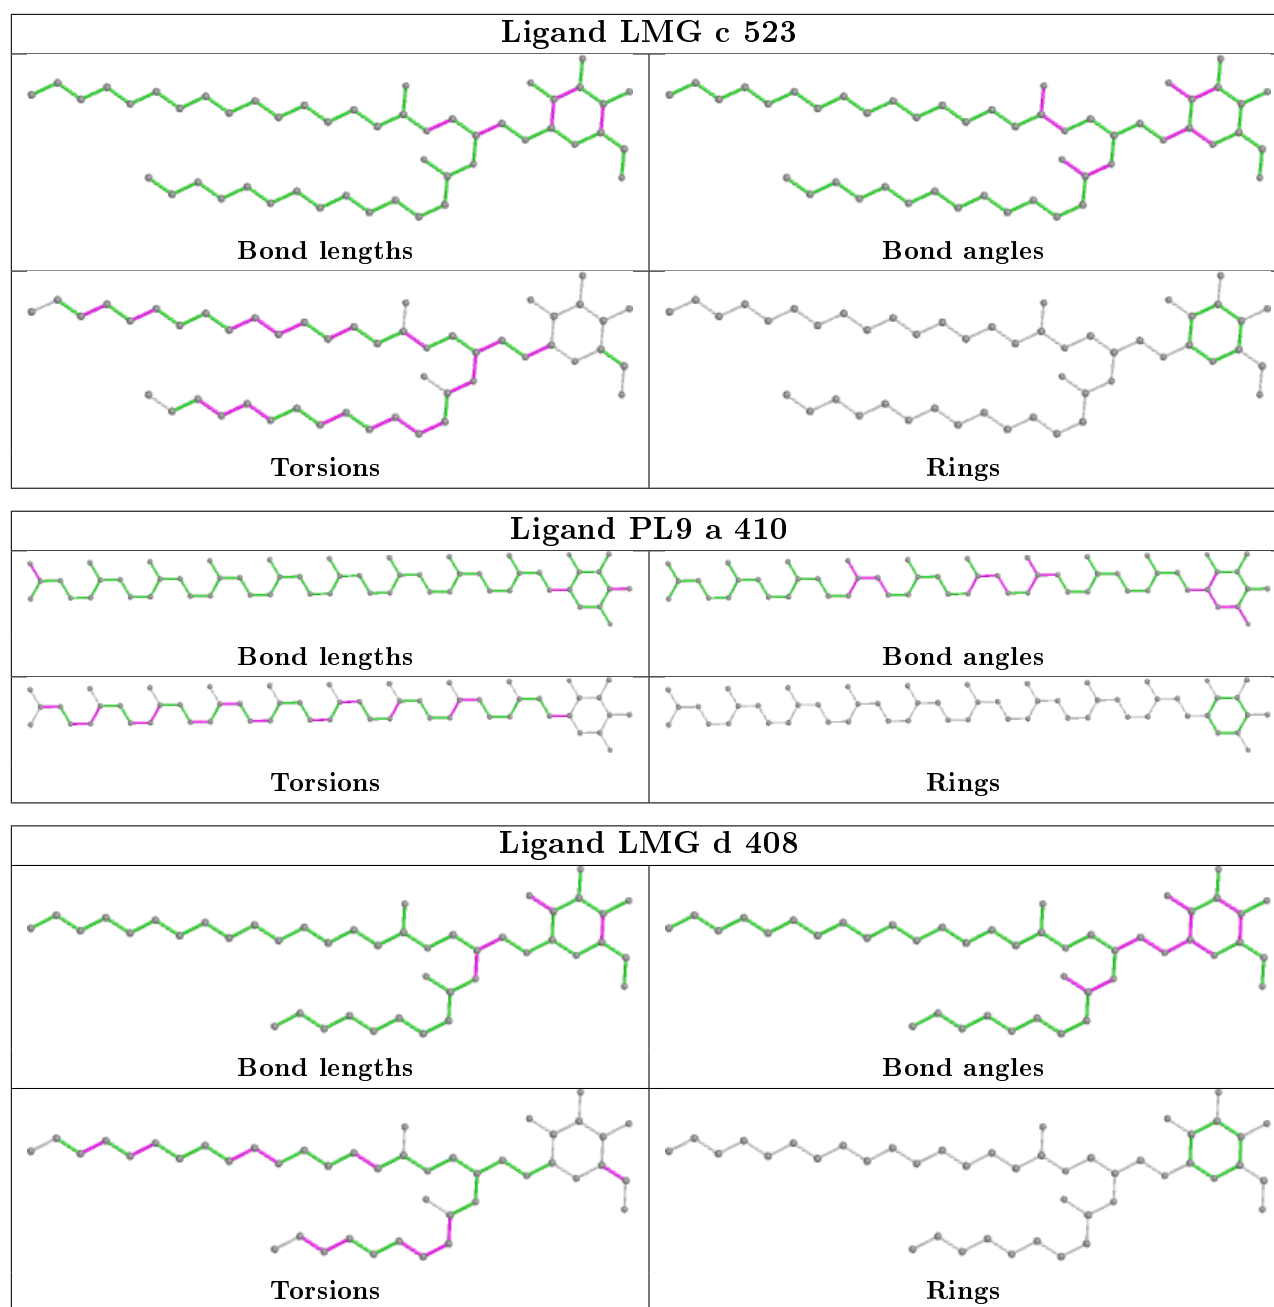 Ligand LMG c 523
Bond lengths
Bond angles
Torsions
Rings
Ligand PL9 a 410
Bond lengths
Bond angles
Torsions
Rings
Ligand LMG d 408
Bond lengths
Bond angles
Torsions
Rings